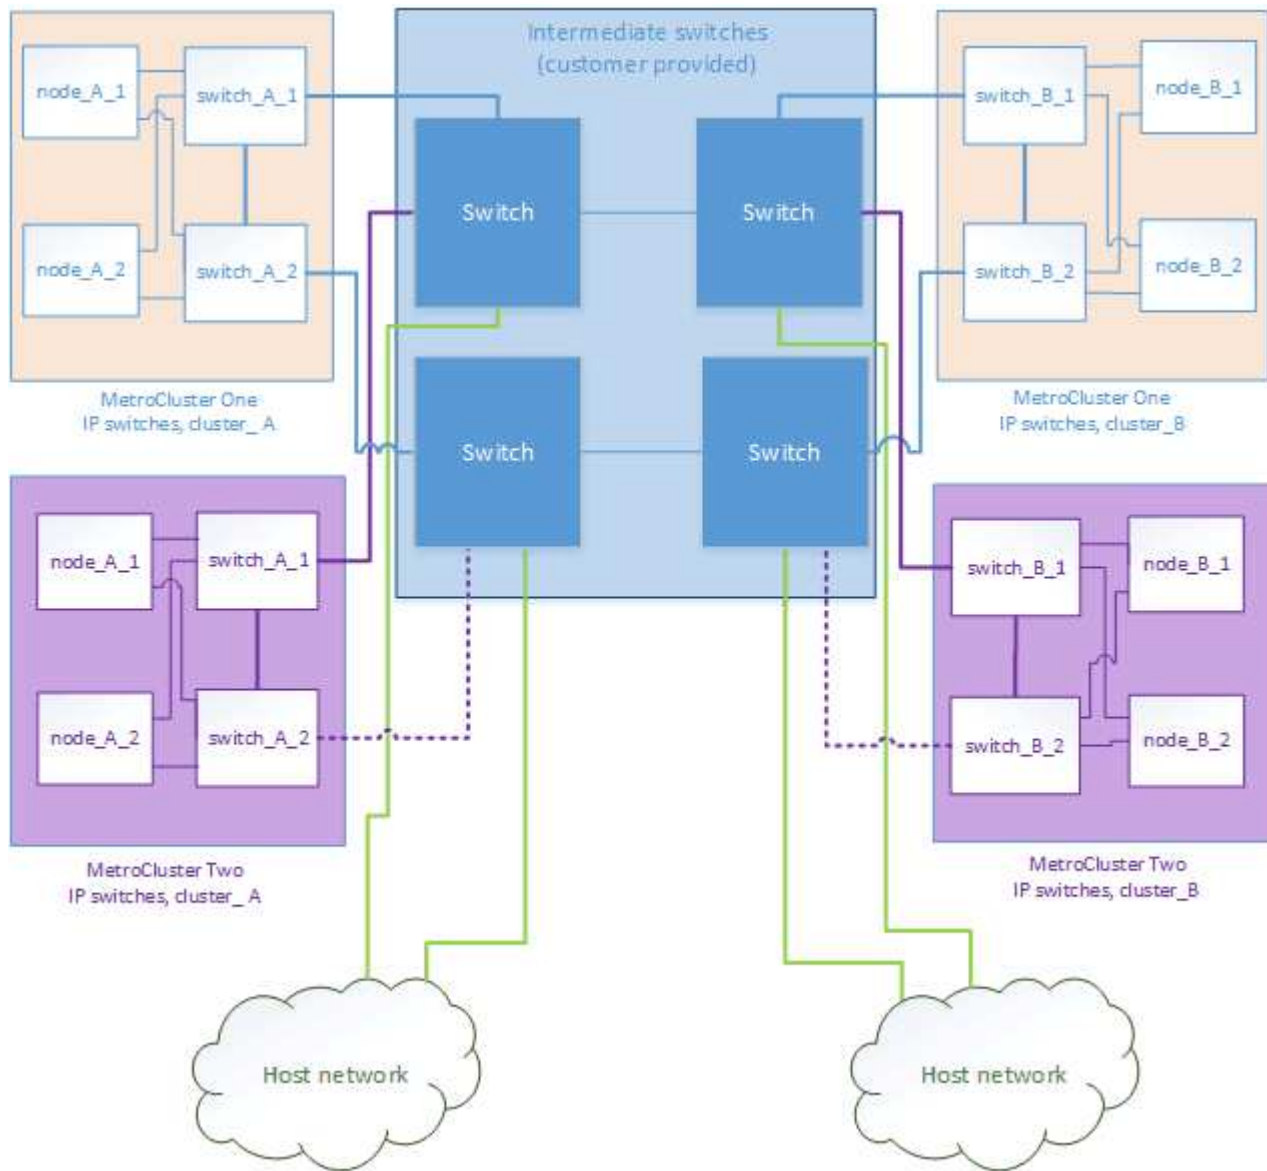 Intermediate switches
(customer provided)
node_A_1
switch_A_1
node_A_2
switch_A_2
MetroCluster One
IP switches, cluster_ A
Switch
Switch
Switch
Switch
switch_B_1
node_B_1
switch_B_2
node_B_2
MetroCluster One
IP switches, cluster_B
node_A_1
switch_A_1
node_A_2
switch_A_2
MetroCluster Two
IP switches, cluster_ A
switch_B_1
node_B_1
switch_B_2
node_B_2
MetroCluster Two
IP switches, cluster_B
Host network
Host network